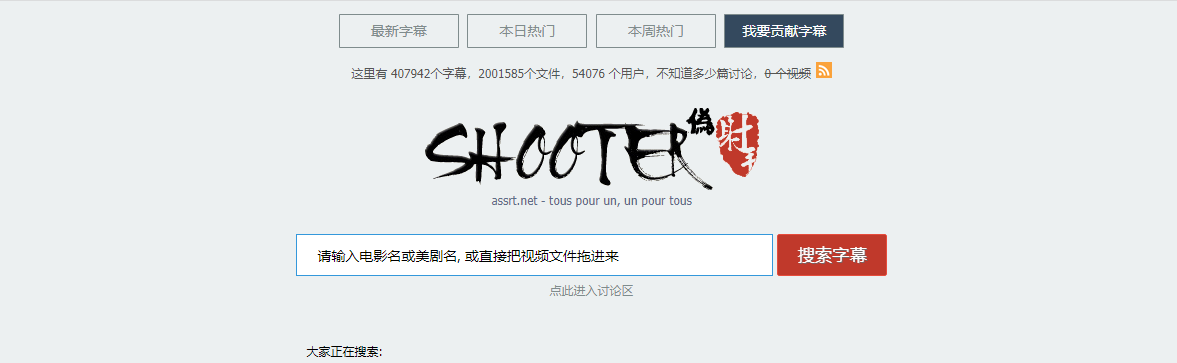 最新字幕 本日热门 本周热门 我要贡献字幕
这里有 407942个字幕，2001585个文件，54076 个用户，不知道多少篇讨论，0 个视频
SHOOTER 偽 射手
assrt.net - tous pour un, un pour tous
请输入电影名或美剧名, 或直接把视频文件拖进来 搜索字幕
点此进入讨论区
大家正在搜索: